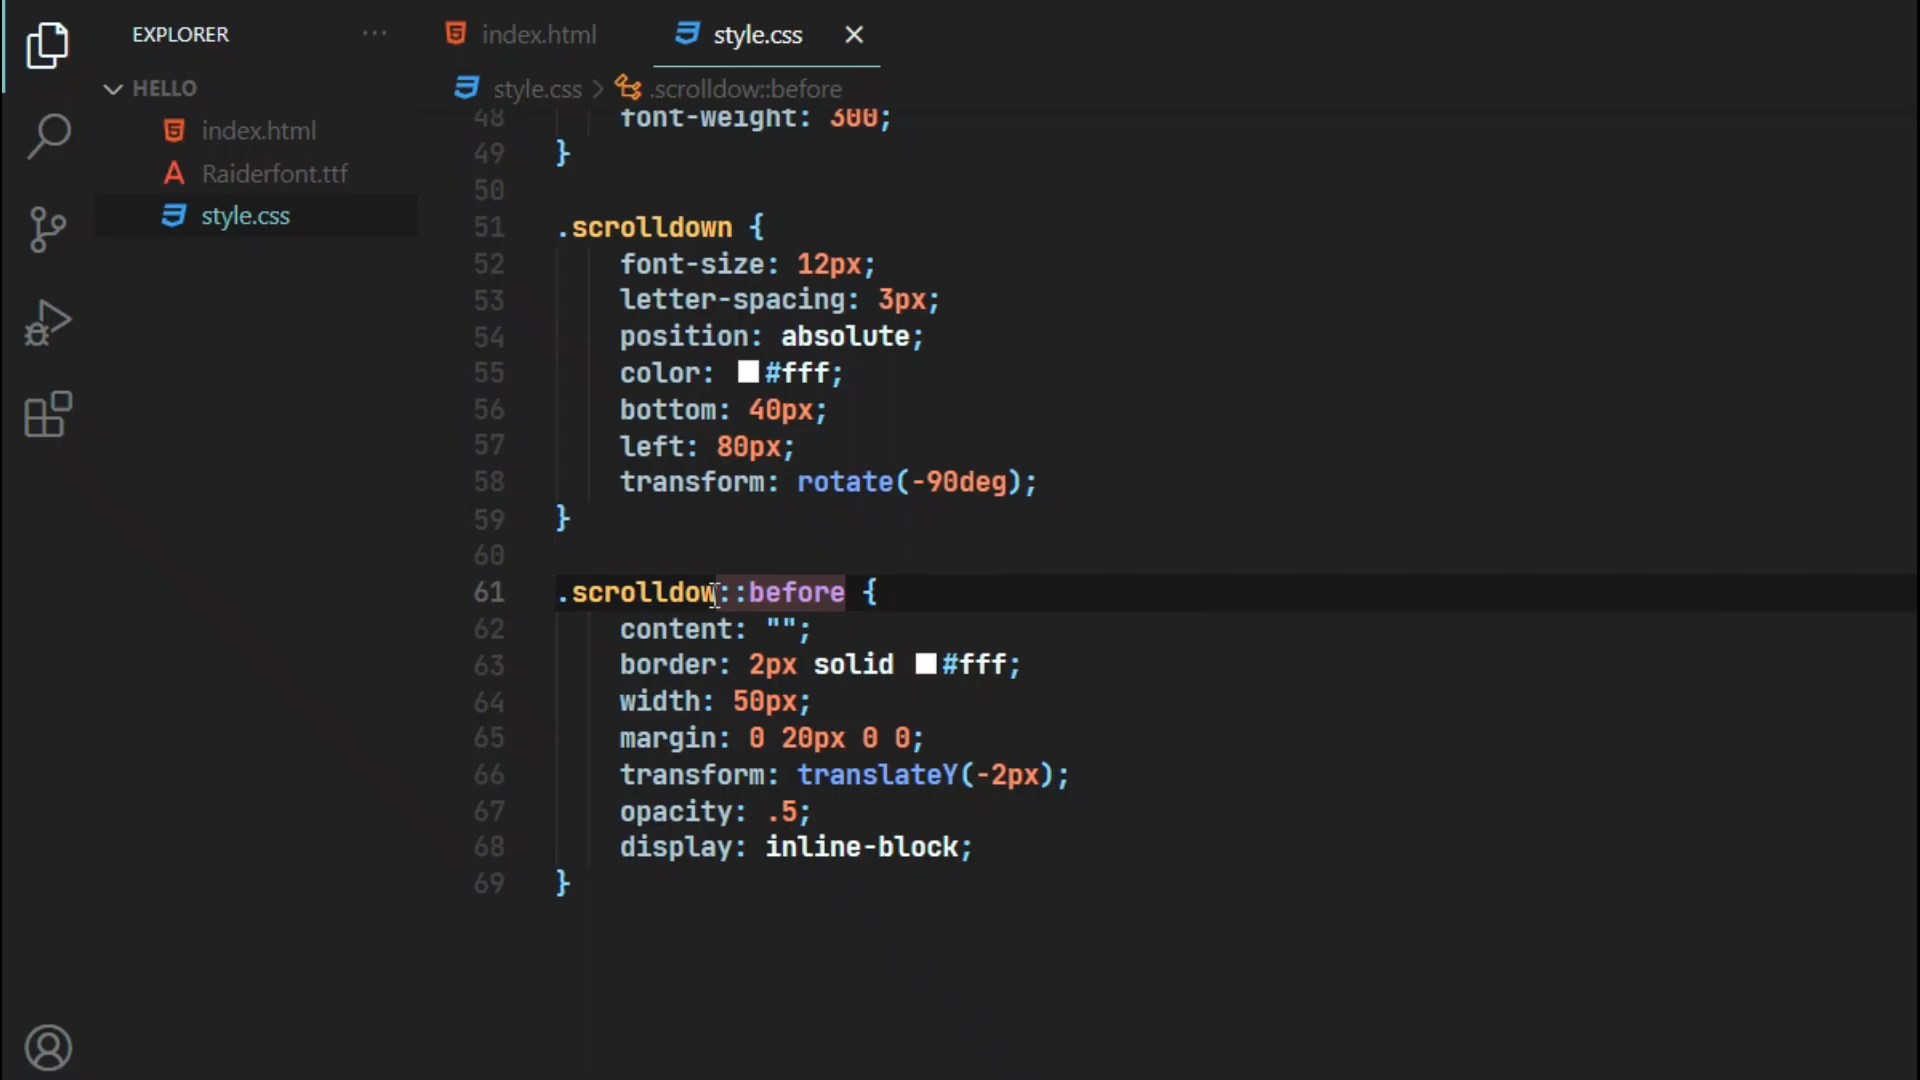 EXPLORER ···
HELLO
index.html
Raiderfont.ttf
style.css
index.html
style.css
style.css > .scrolldow::before
48 font-weight: 300;
49 }
50
51 .scrolldown {
52 font-size: 12px;
53 letter-spacing: 3px;
54 position: absolute;
55 color: #fff;
56 bottom: 40px;
57 left: 80px;
58 transform: rotate(-90deg);
59 }
60
61 .scrolldow::before {
62 content: "";
63 border: 2px solid #fff;
64 width: 50px;
65 margin: 0 20px 0 0;
66 transform: translateY(-2px);
67 opacity: .5;
68 display: inline-block;
69 }